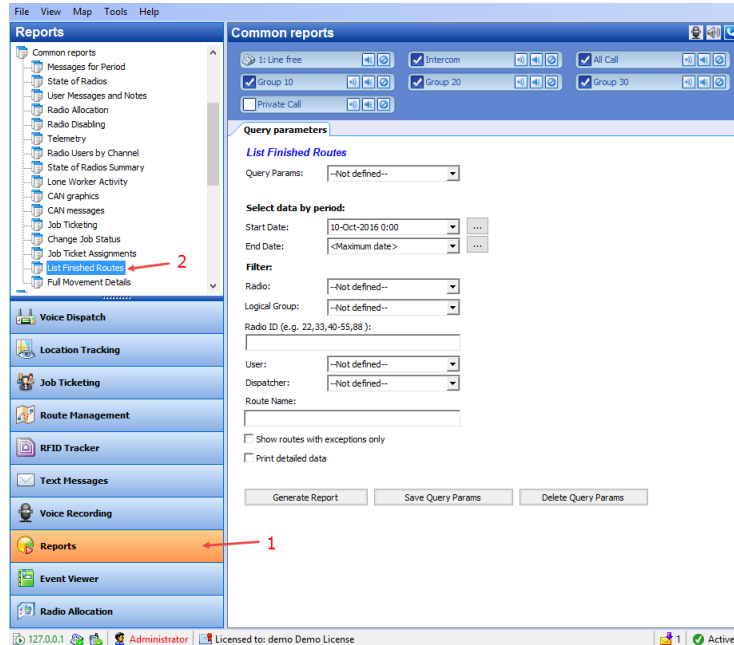 File View Map Tools Help
Reports
Common reports
Messages for Period
State of Radios
User Messages and Notes
Radio Allocation
Radio Disabling
Telemetry
Radio Users by Channel
State of Radios Summary
Lone Worker Activity
CAN graphics
CAN messages
Job Ticketing
Change Job Status
Job Ticket Assignments
List Finished Routes
2
Full Movement Details
Voice Dispatch
Location Tracking
Job Ticketing
Route Management
RFID Tracker
Text Messages
Voice Recording
Reports
1
Event Viewer
Radio Allocation
Common reports
1: Line free
Intercom
All Call
Group 10
Group 20
Group 30
Private Call
Query parameters
List Finished Routes
Query Params: --Not defined--
Select data by period:
Start Date: 10-Oct-2016 0:00 ...
End Date: <Maximum date> ...
Filter:
Radio: --Not defined--
Logical Group: --Not defined--
Radio ID (e.g. 22,33,40-55,88 ):
User: --Not defined--
Dispatcher: --Not defined--
Route Name:
Show routes with exceptions only
Print detailed data
Generate Report Save Query Params Delete Query Params
127.0.0.1 Administrator Licensed to: demo Demo License 1 Active